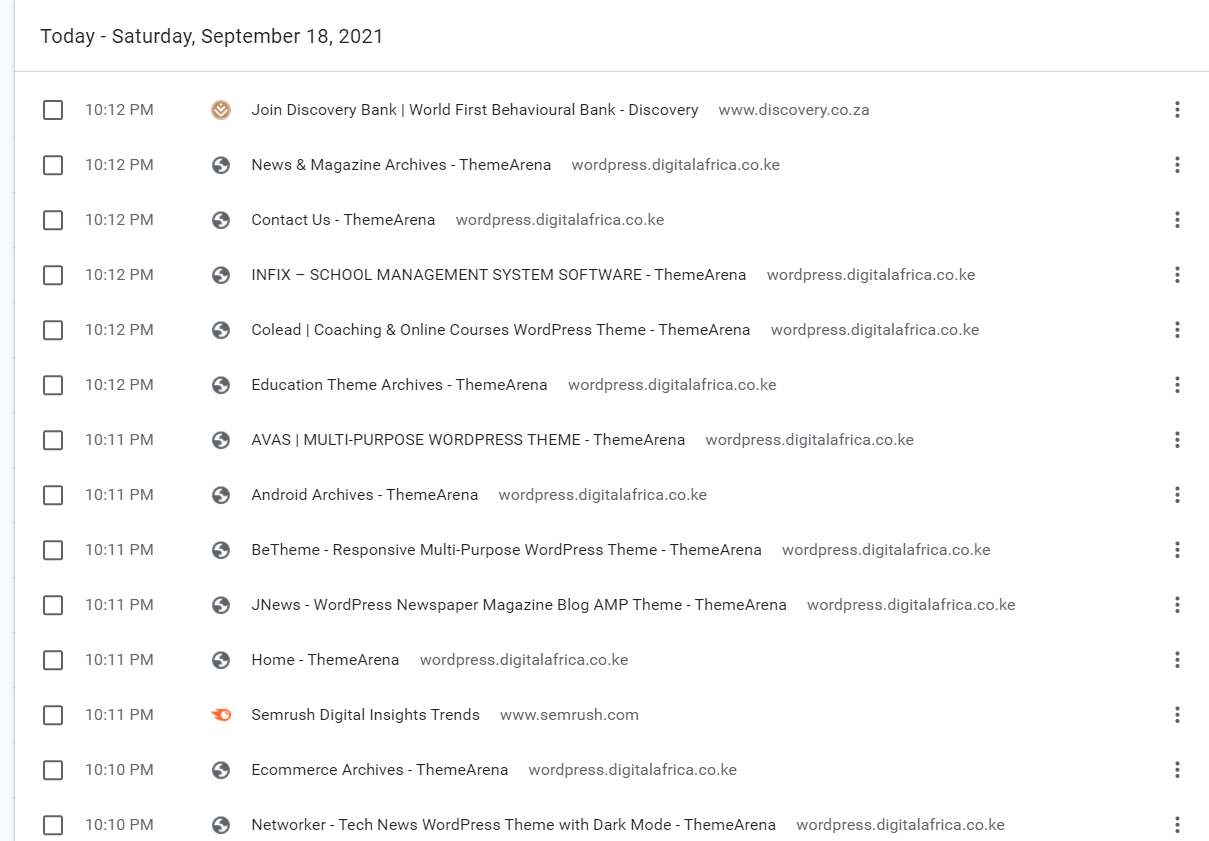 Today - Saturday, September 18, 2021
10:12 PM Join Discovery Bank | World First Behavioural Bank - Discovery www.discovery.co.za
10:12 PM News & Magazine Archives - ThemeArena wordpress.digitalafrica.co.ke
10:12 PM Contact Us - ThemeArena wordpress.digitalafrica.co.ke
10:12 PM INFIX – SCHOOL MANAGEMENT SYSTEM SOFTWARE - ThemeArena wordpress.digitalafrica.co.ke
10:12 PM Colead | Coaching & Online Courses WordPress Theme - ThemeArena wordpress.digitalafrica.co.ke
10:12 PM Education Theme Archives - ThemeArena wordpress.digitalafrica.co.ke
10:11 PM AVAS | MULTI-PURPOSE WORDPRESS THEME - ThemeArena wordpress.digitalafrica.co.ke
10:11 PM Android Archives - ThemeArena wordpress.digitalafrica.co.ke
10:11 PM BeTheme - Responsive Multi-Purpose WordPress Theme - ThemeArena wordpress.digitalafrica.co.ke
10:11 PM JNews - WordPress Newspaper Magazine Blog AMP Theme - ThemeArena wordpress.digitalafrica.co.ke
10:11 PM Home - ThemeArena wordpress.digitalafrica.co.ke
10:11 PM Semrush Digital Insights Trends www.semrush.com
10:10 PM Ecommerce Archives - ThemeArena wordpress.digitalafrica.co.ke
10:10 PM Networker - Tech News WordPress Theme with Dark Mode - ThemeArena wordpress.digitalafrica.co.ke